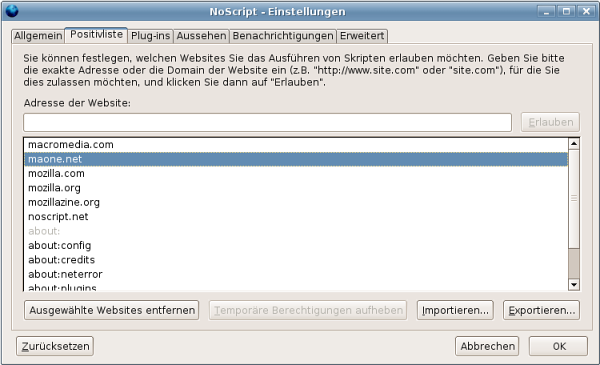 NoScript - Einstellungen
Allgemein Positivliste Plug-ins Aussehen Benachrichtigungen Erweitert
Sie können festlegen, welchen Websites Sie das Ausführen von Skripten erlauben möchten. Geben Sie bitte
die exakte Adresse oder die Domain der Website ein (z.B. "http://www.site.com" oder "site.com"), für die Sie
dies zulassen möchten, und klicken Sie dann auf "Erlauben".
Adresse der Website:
Erlauben
macromedia.com
maone.net
mozilla.com
mozilla.org
mozillazine.org
noscript.net
about:
about:config
about:credits
about:neterror
about:plugins
Ausgewählte Websites entfernen Temporäre Berechtigungen aufheben Importieren... Exportieren...
Zurücksetzen Abbrechen OK